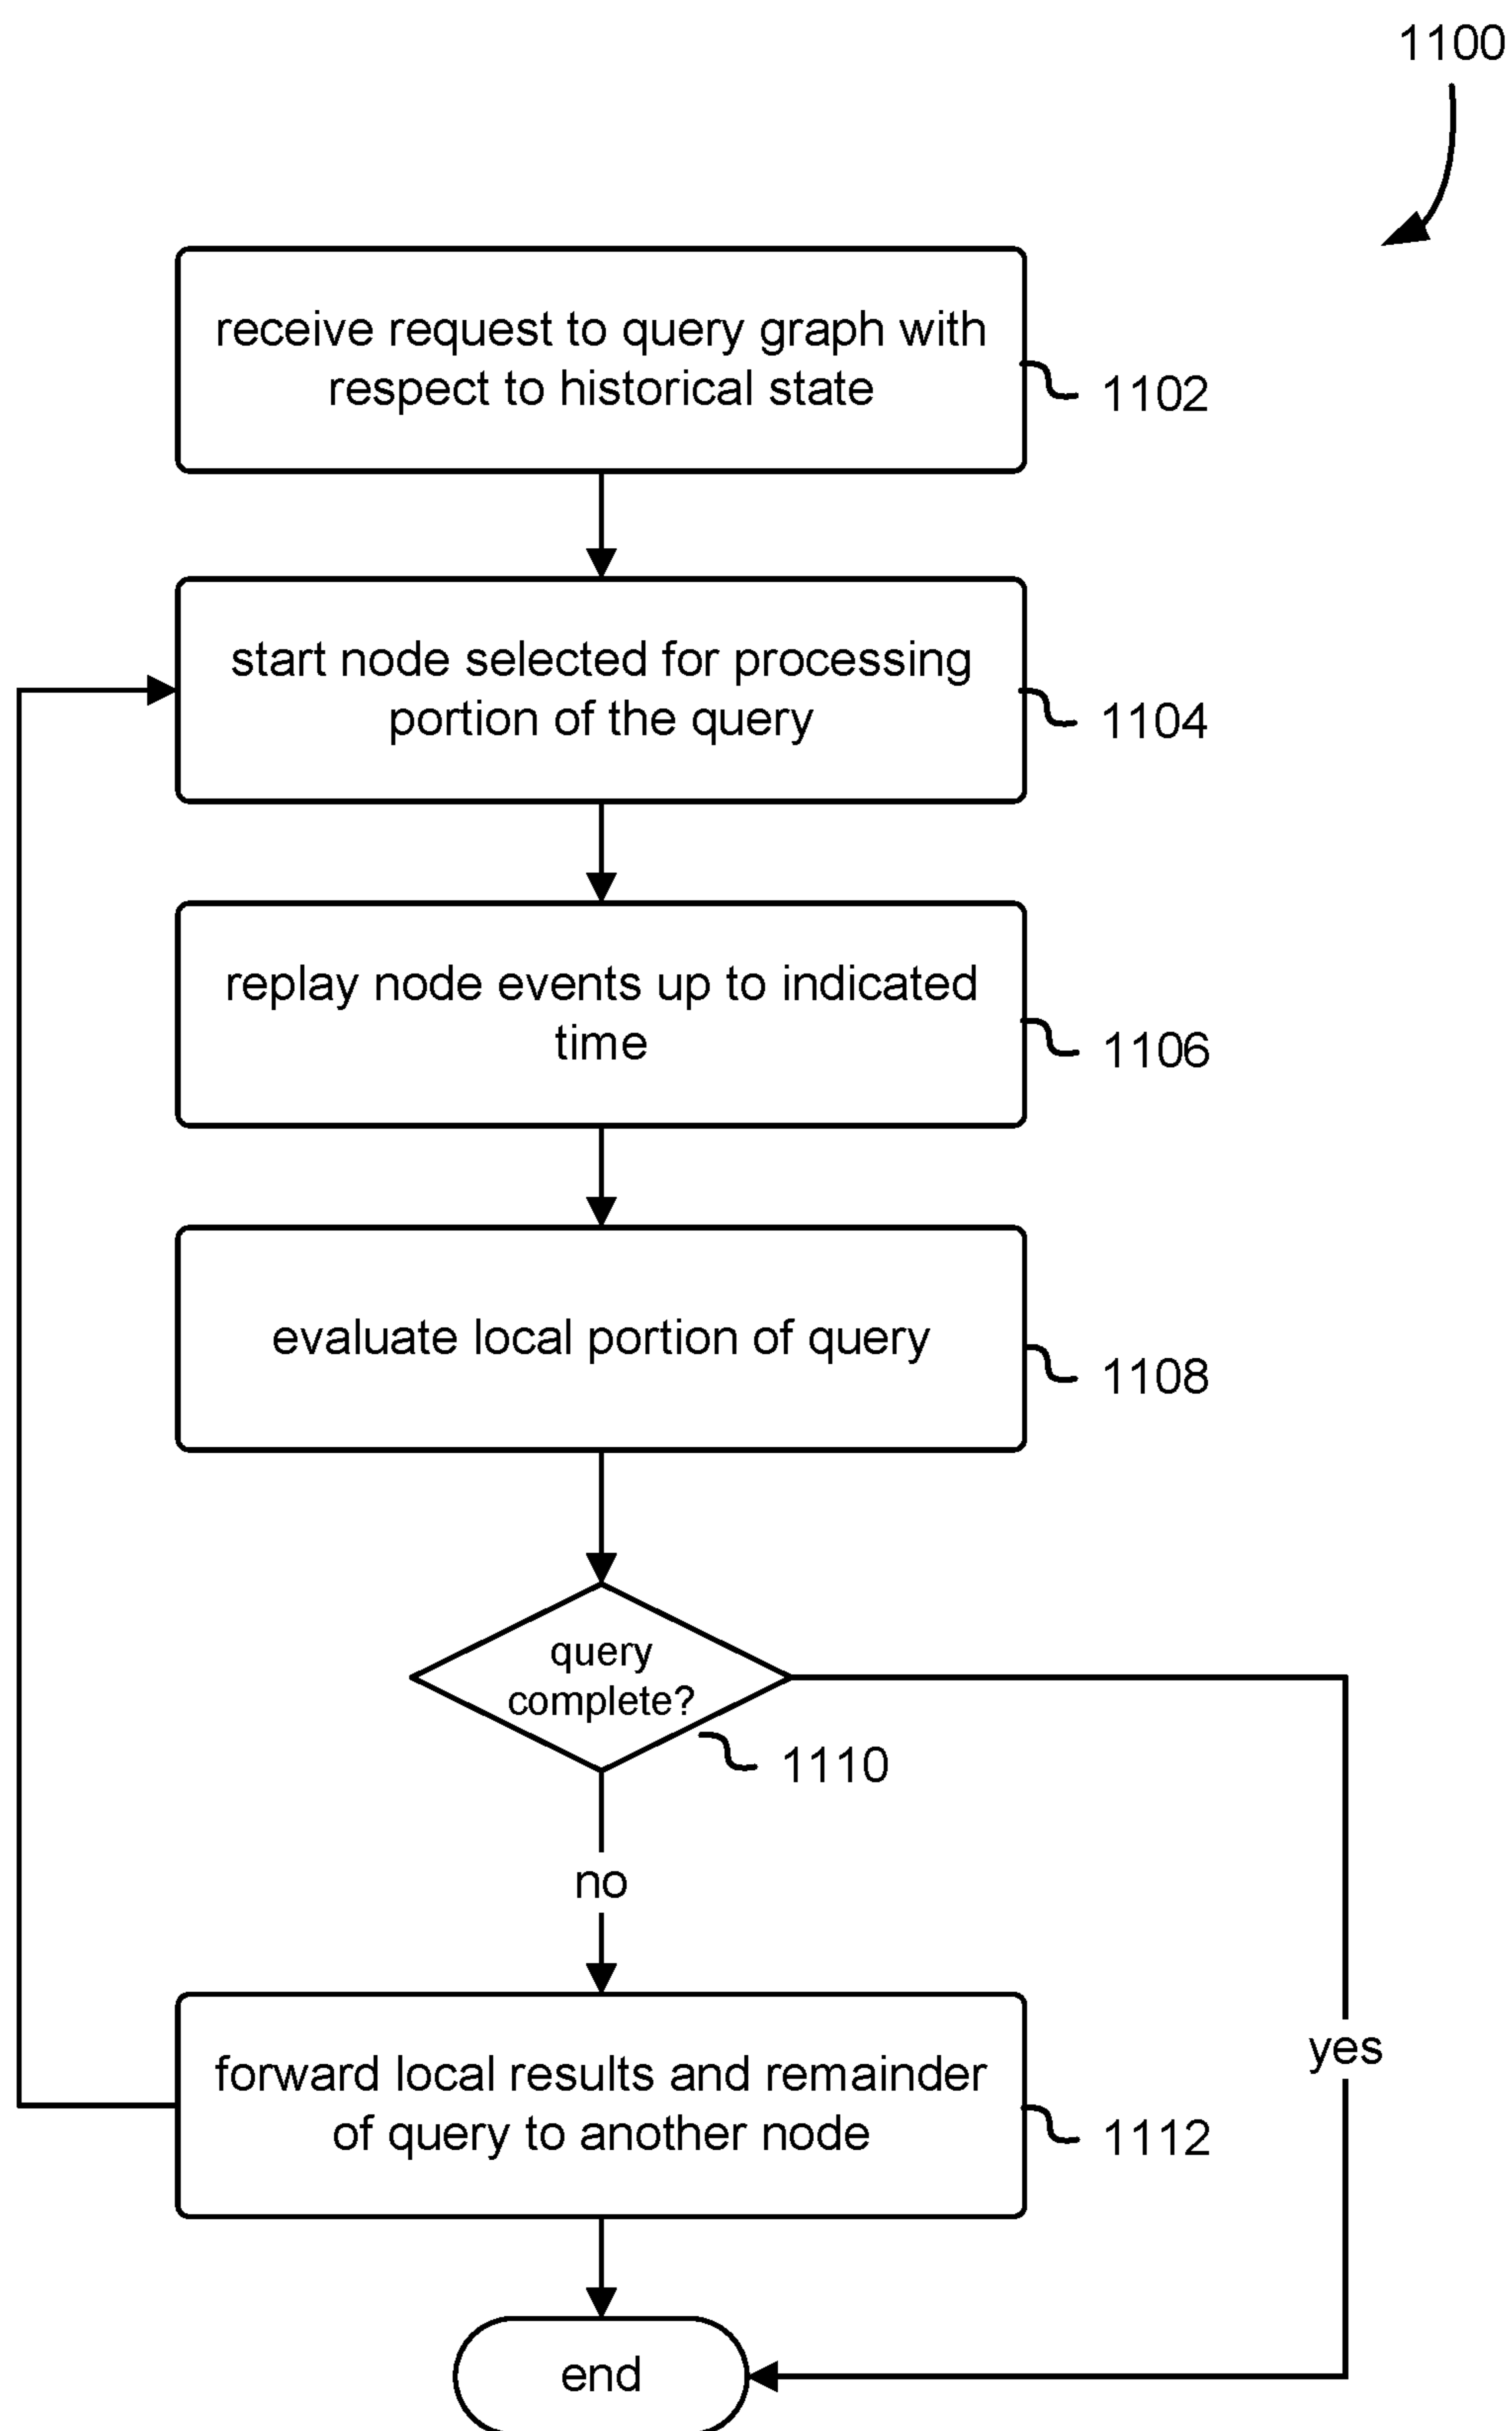 1100
receive request to query graph with
respect to historical state
1102
start node selected for processing
portion of the query
1104
replay node events up to indicated
time
1106
evaluate local portion of query
1108
query
complete?
1110
no
yes
forward local results and remainder
of query to another node
1112
end